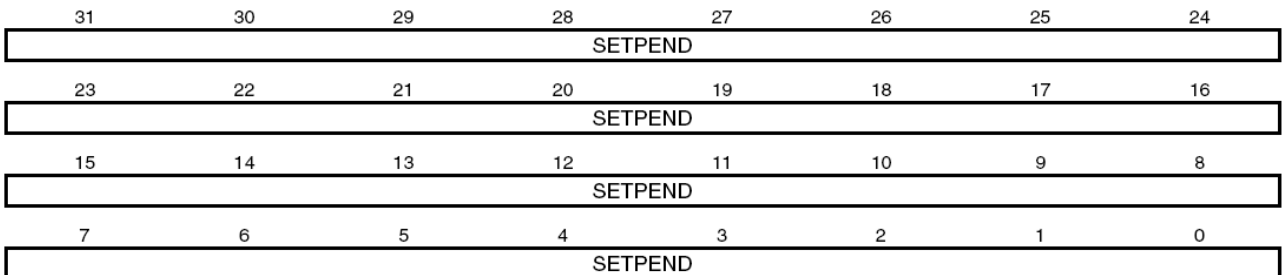 31 30 29 28 27 26 25 24
SETPEND
23 22 21 20 19 18 17 16
SETPEND
15 14 13 12 11 10 9 8
SETPEND
7 6 5 4 3 2 1 0
SETPEND